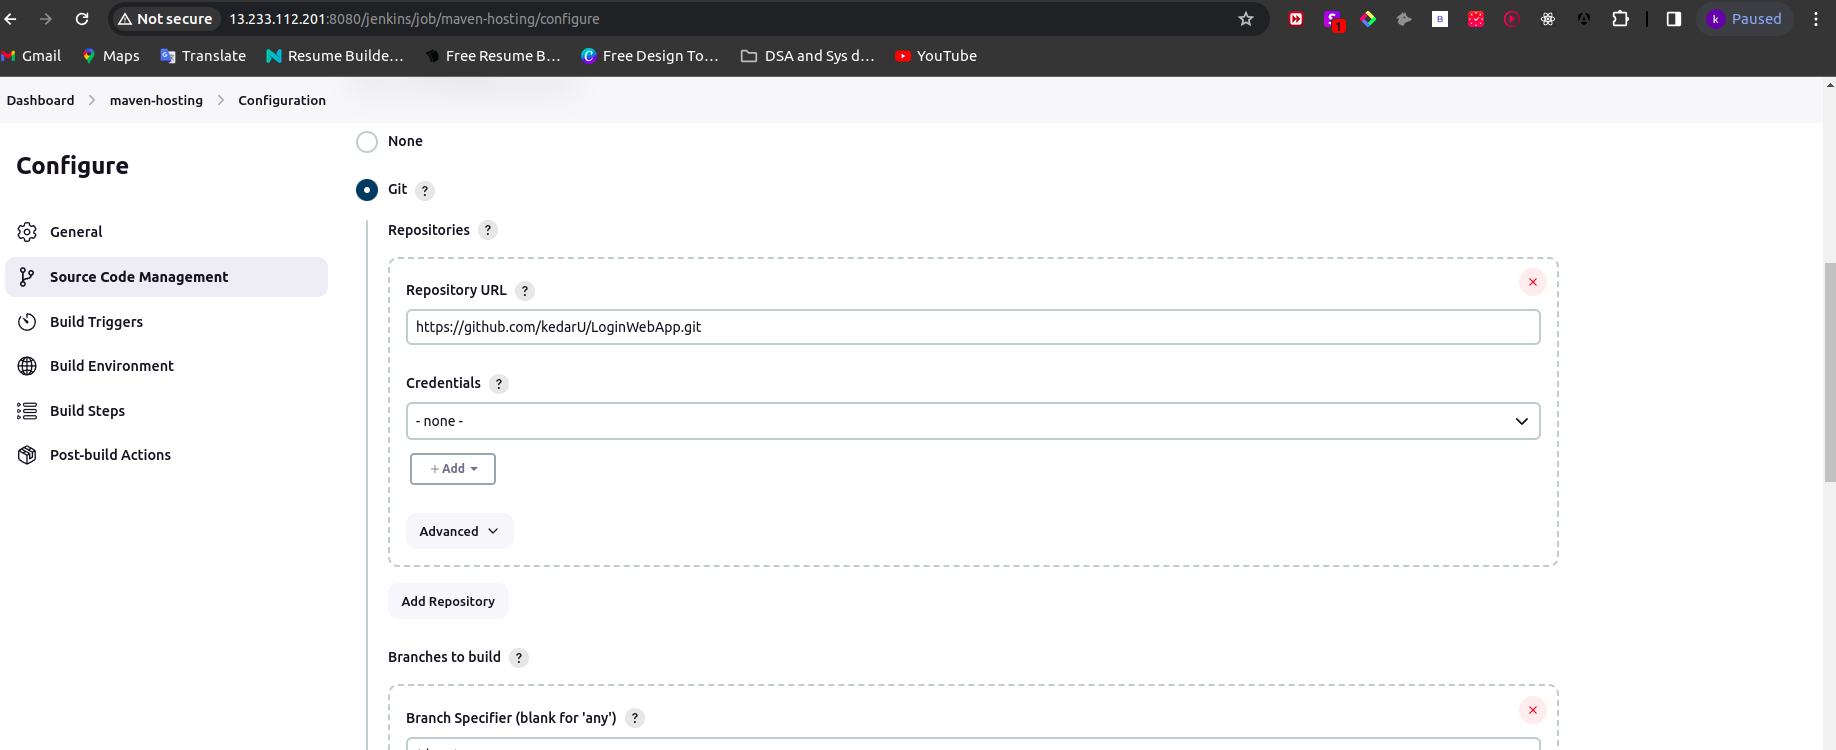 Not secure 13.233.112.201:8080/jenkins/job/maven-hosting/configure
1
k Paused
Gmail Maps Translate Resume Builde... Free Resume B... Free Design To... DSA and Sys d... YouTube
Dashboard maven-hosting Configuration
Configure
General
Source Code Management
Build Triggers
Build Environment
Build Steps
Post-build Actions
None
Git ?
Repositories ?
Repository URL ?
https://github.com/kedarU/LoginWebApp.git
Credentials ?
- none -
+ Add
Advanced
Add Repository
Branches to build ?
Branch Specifier (blank for 'any') ?